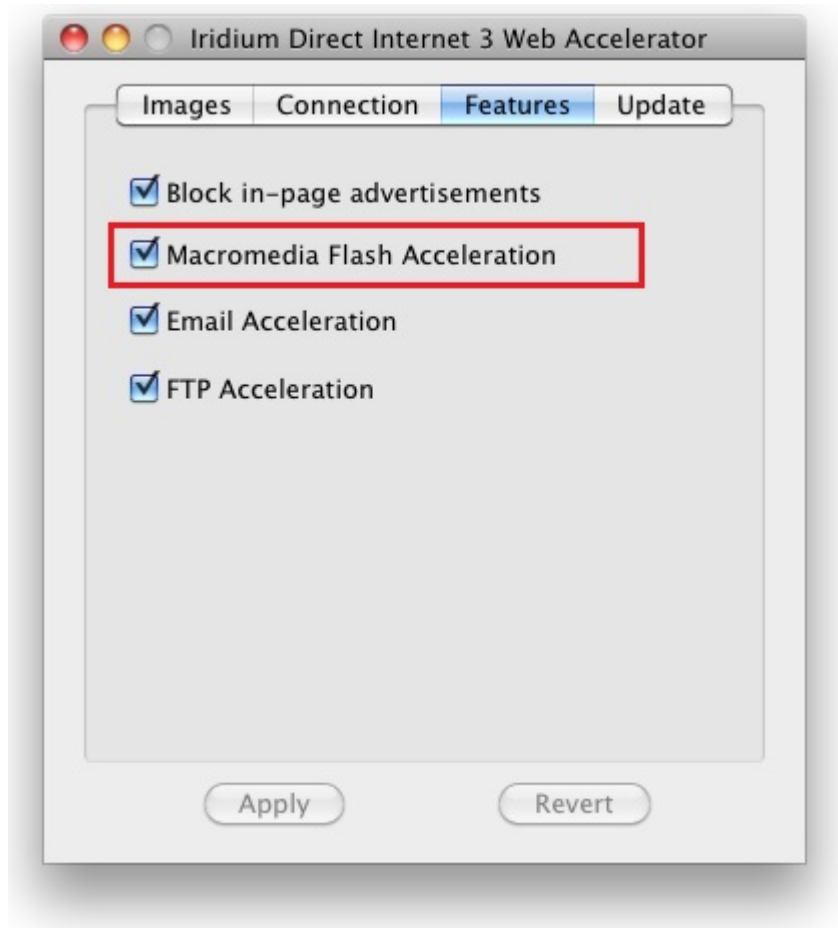 Iridium Direct Internet 3 Web Accelerator
Images Connection Features Update
Block in-page advertisements
Macromedia Flash Acceleration
Email Acceleration
FTP Acceleration
Apply Revert